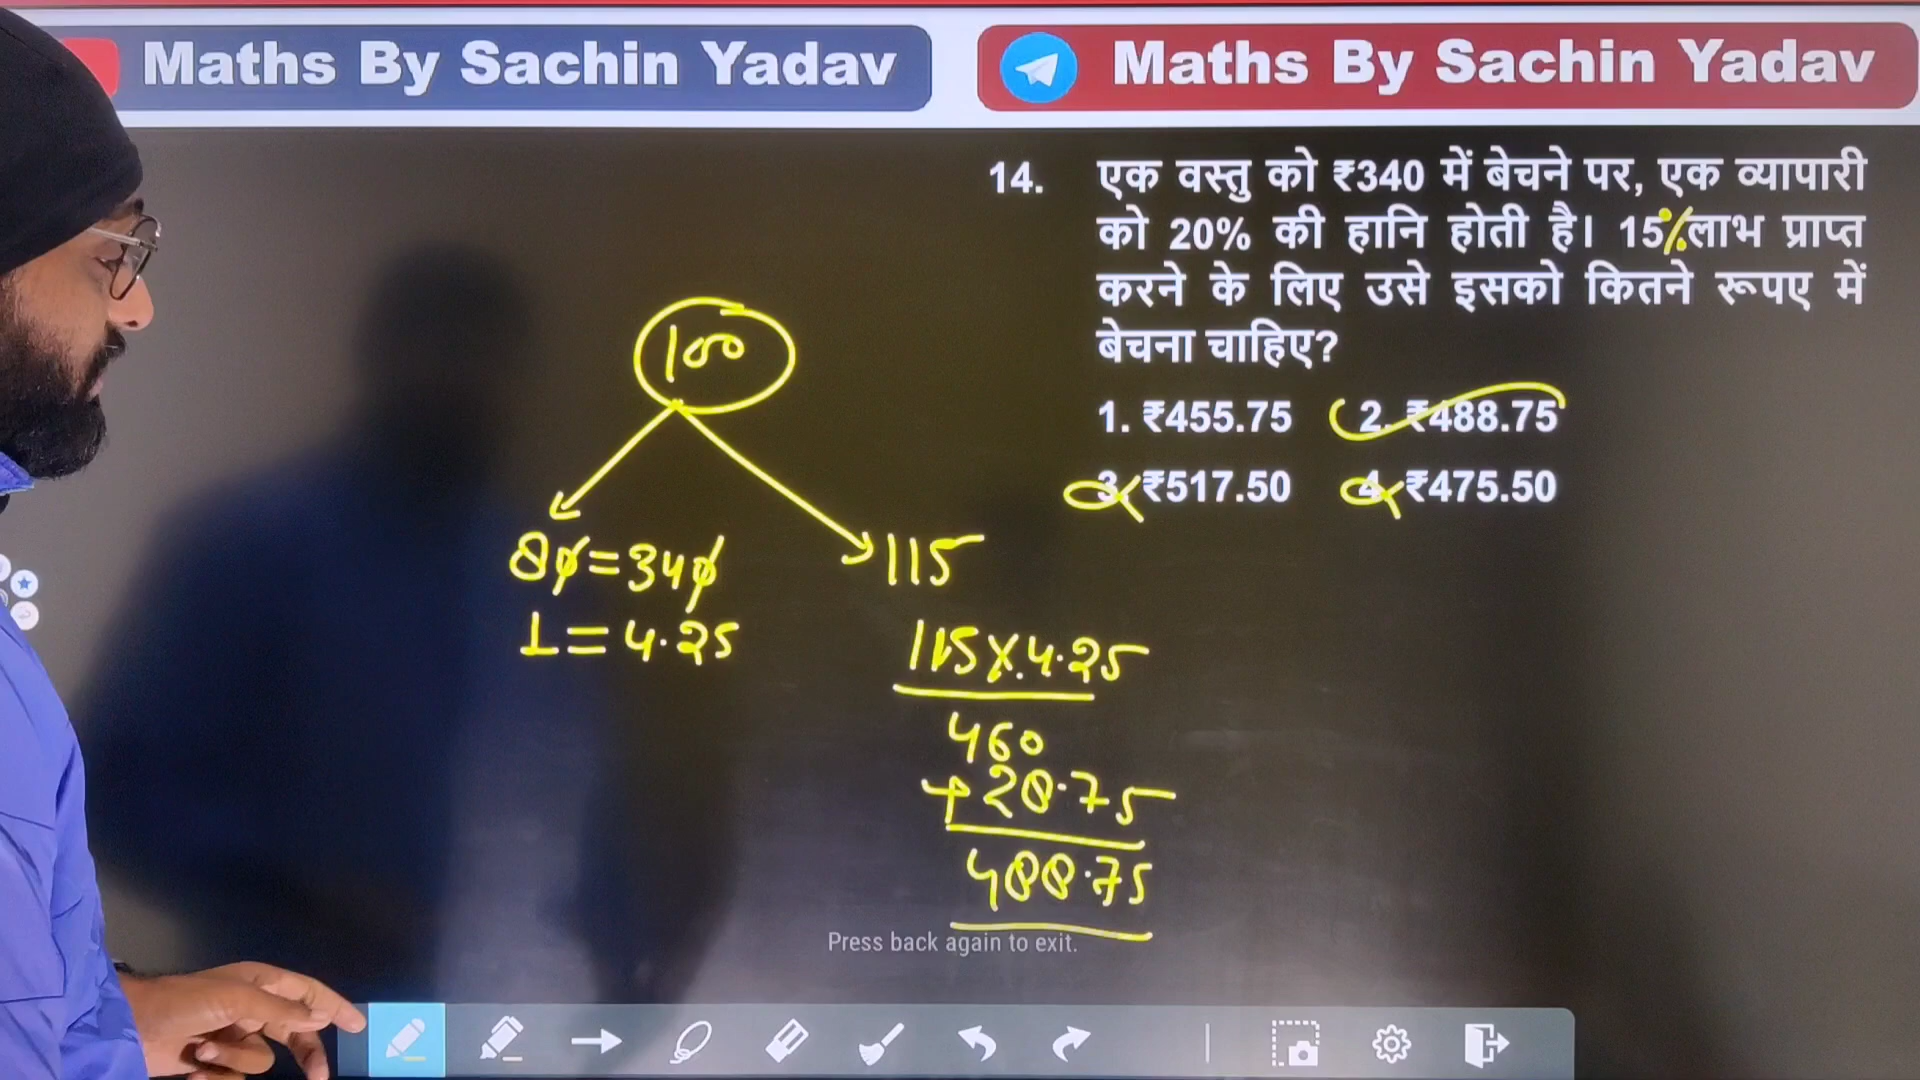 Maths By Sachin Yadav
Maths By Sachin Yadav
14. एक वस्तु को ₹340 में बेचने पर, एक व्यापारी
को 20% की हानि होती है। 15% लाभ प्राप्त
करने के लिए उसे इसको कितने रूपए में
बेचना चाहिए?
1. ₹455.75 2. ₹488.75
3. ₹517.50 4. ₹475.50
100
80=340
115
1=4.25
115×4.25
460
+28.75
488.75
Press back again to exit.